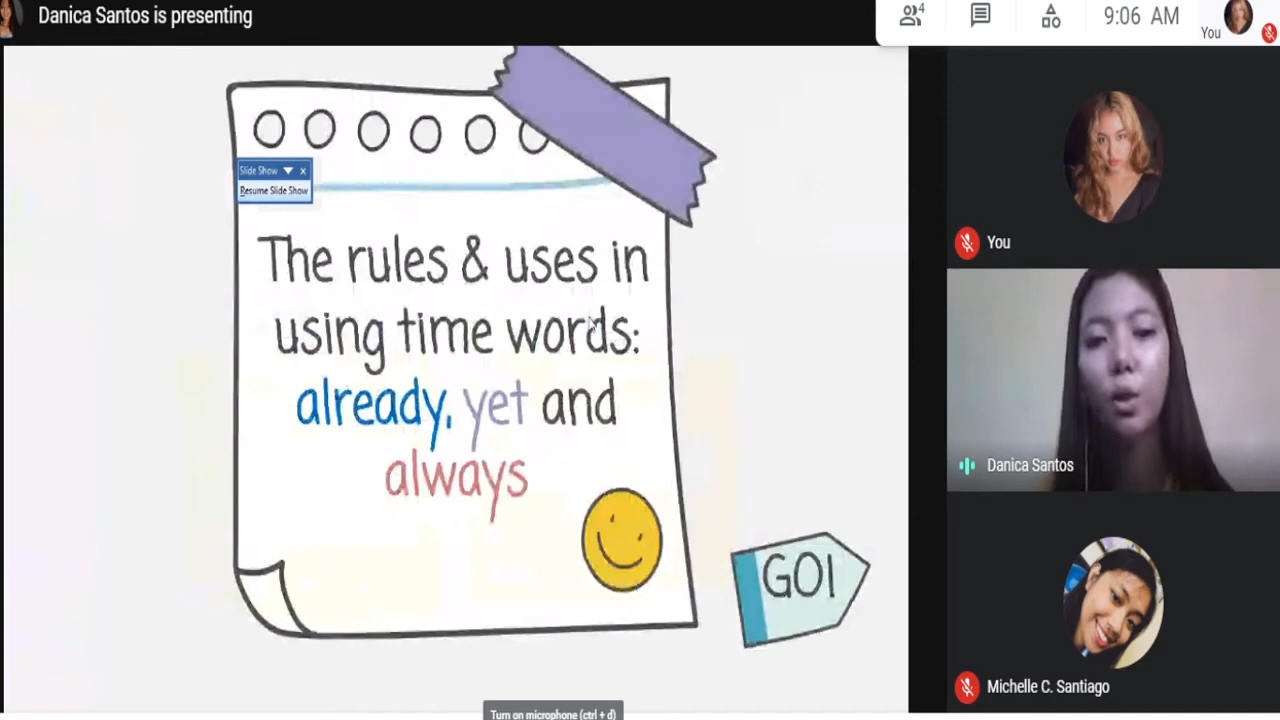 Danica Santos is presenting
4
9:06 AM
You
Slide Show
Resume Slide Show
The rules & uses in
using time words:
already, yet and
always
GO!
You
Danica Santos
Michelle C. Santiago
Turn on microphone (ctrl + d)